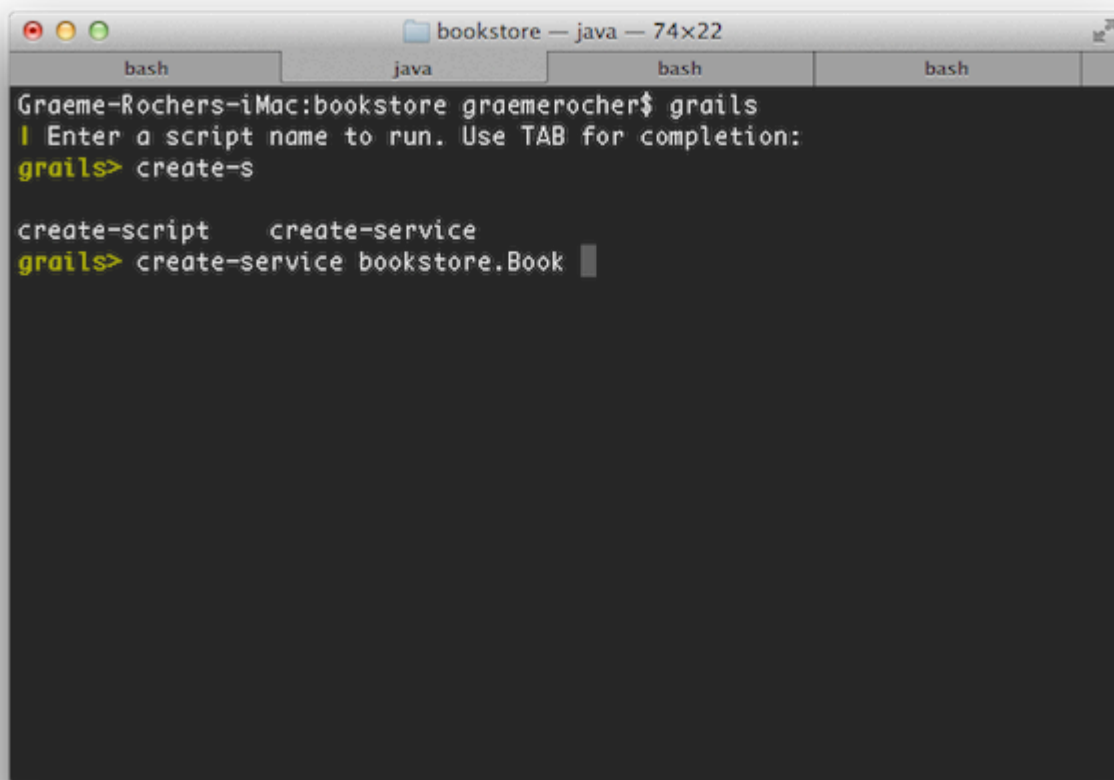 bookstore — java — 74×22
bash java bash bash
Graeme-Rochers-iMac:bookstore graemerocher$ grails
| Enter a script name to run. Use TAB for completion:
grails> create-s
create-script create-service
grails> create-service bookstore.Book